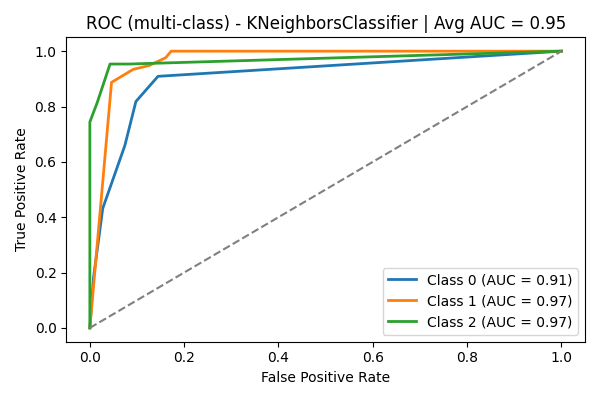 ROC (multi-class) - KNeighborsClassifier | Avg AUC = 0.95
True Positive Rate
1.0
0.8
0.6
0.4
0.2
0.0
Class 0 (AUC = 0.91)
Class 1 (AUC = 0.97)
Class 2 (AUC = 0.97)
0.0 0.2 0.4 0.6 0.8 1.0
False Positive Rate